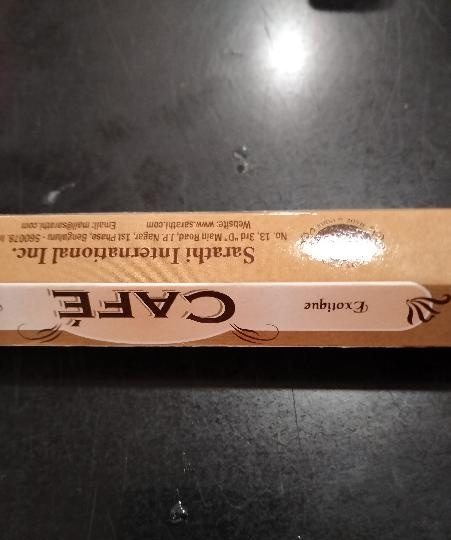 Exotique
CAFÉ
Sarathi International Inc.
No. 13, 3rd "D" Main Road, J.P. Nagar, 1st Phase, Bengaluru - 560078.
Website: www.sarathi.com Email: mail@sarathi.com